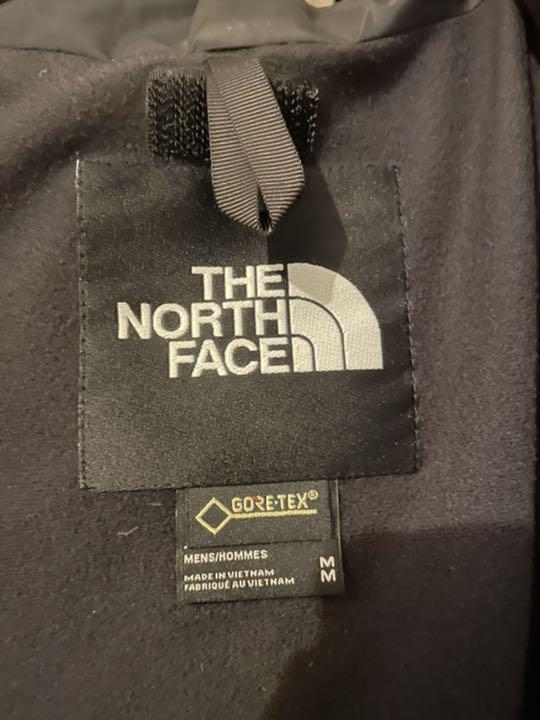 THE
NORTH
FACE
GORE-TEX®
MENS/HOMMES M
MADE IN VIETNAM M
FABRIQUÉ AU VIETNAM